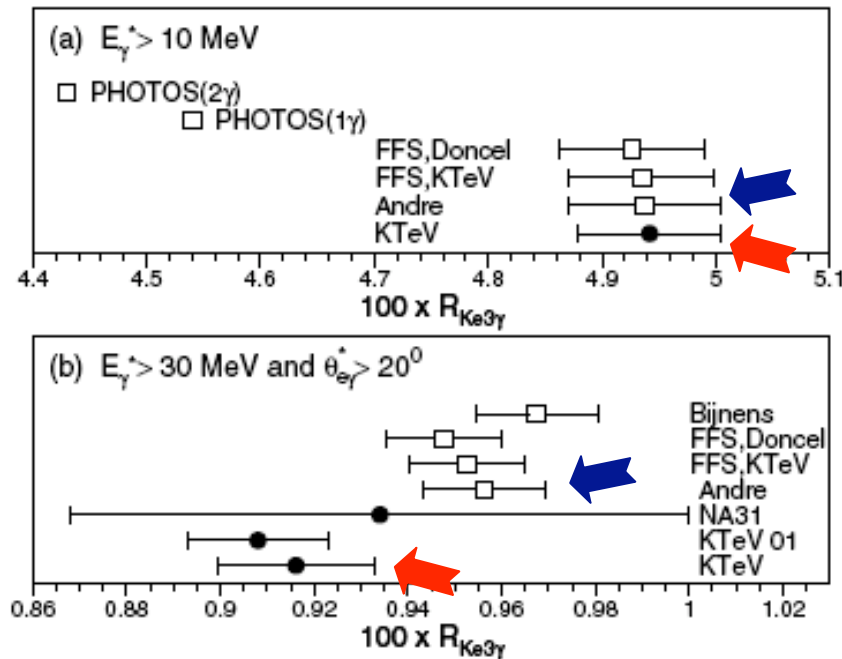 (a) E*γ > 10 MeV
PHOTOS(2γ)
PHOTOS(1γ)
FFS,Doncel
FFS,KTeV
Andre
KTeV
4.4 4.5 4.6 4.7 4.8 4.9 5 5.1
100 x R_Ke3γ
(b) E*γ > 30 MeV and θ*eγ > 20⁰
Bijnens
FFS,Doncel
FFS,KTeV
Andre
NA31
KTeV 01
KTeV
0.86 0.88 0.9 0.92 0.94 0.96 0.98 1 1.02
100 x R_Ke3γ